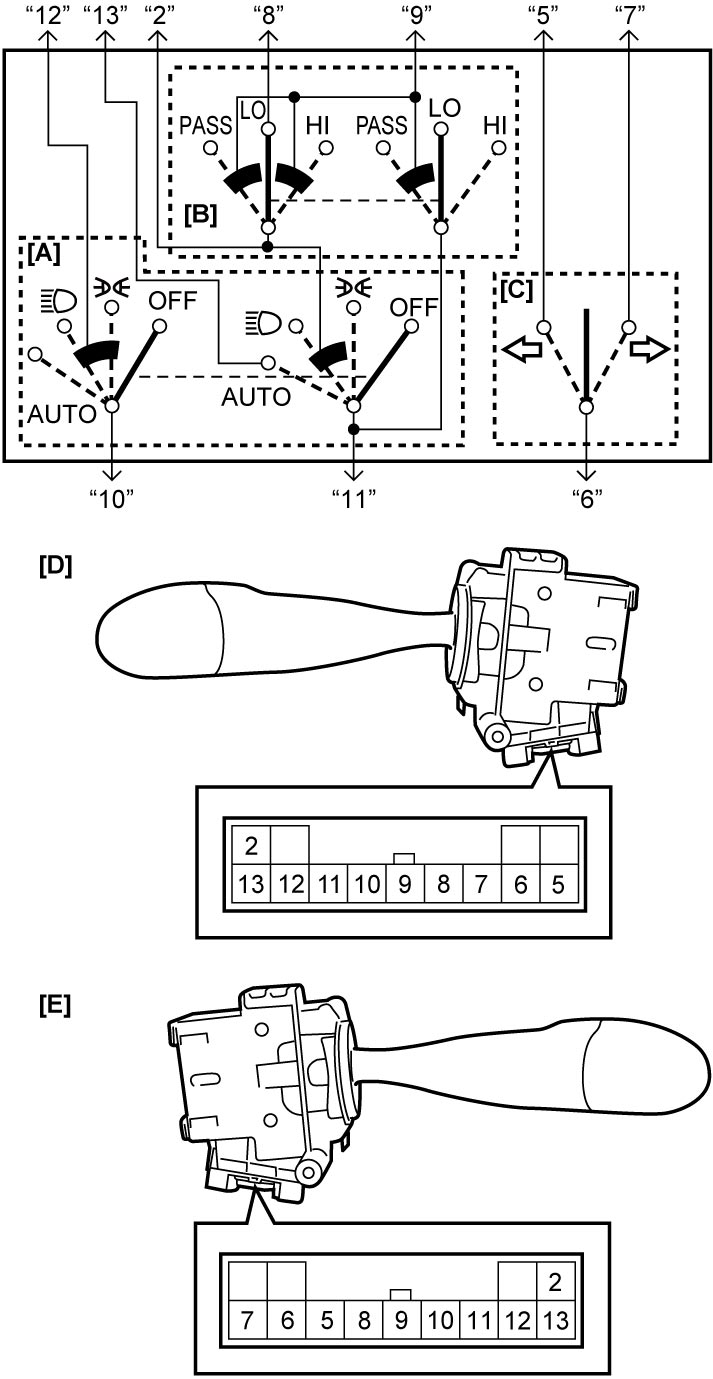 “12” “13” “2” “8” “9” “5” “7”
PASS LO HI PASS LO HI
[B]
[A] OFF OFF [C]
AUTO AUTO
“10” “11” “6”
[D]
2
13 12 11 10 9 8 7 6 5
[E]
2
7 6 5 8 9 10 11 12 13